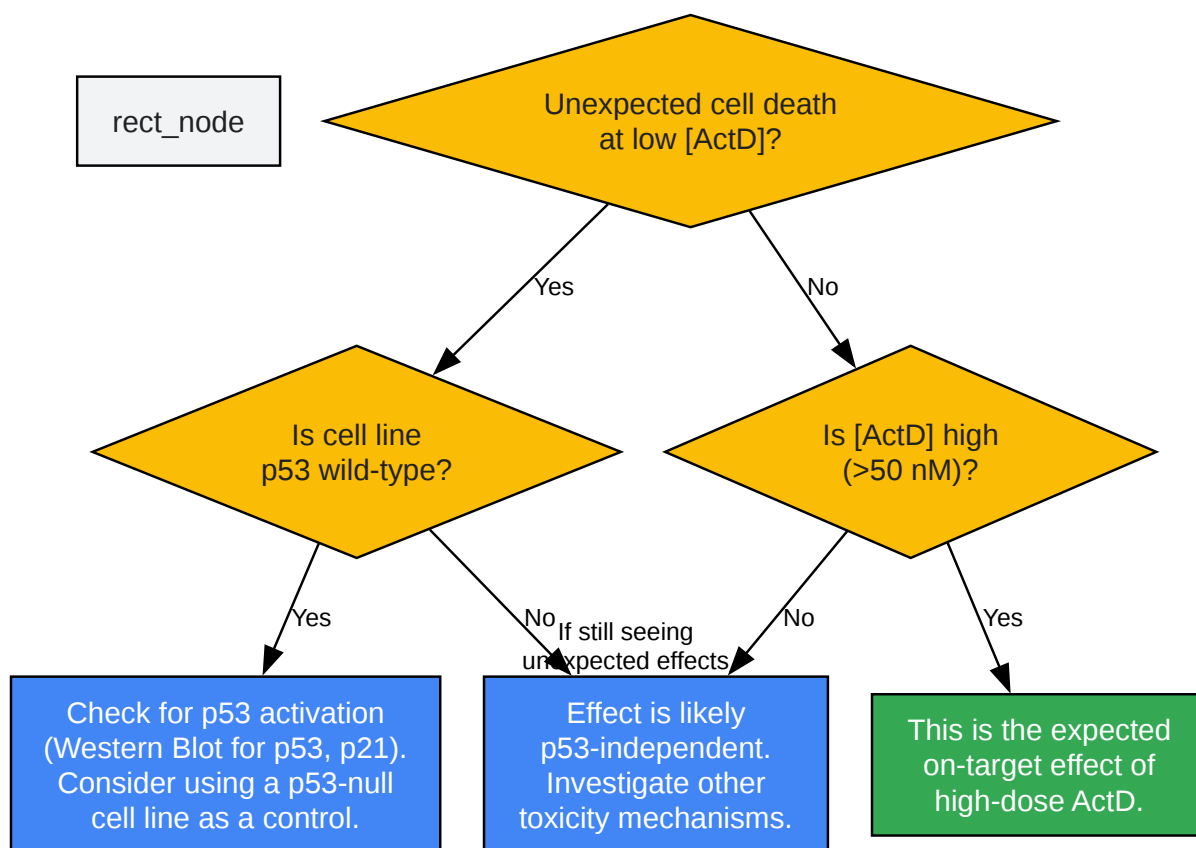 rect_node
Unexpected cell death
at low [ActD]?
Yes
No
Is cell line
p53 wild-type?
Is [ActD] high
(>50 nM)?
Yes
No
If still seeing
unexpected effects
No
Yes
Check for p53 activation
(Western Blot for p53, p21).
Consider using a p53-null
cell line as a control.
Effect is likely
p53-independent.
Investigate other
toxicity mechanisms.
This is the expected
on-target effect of
high-dose ActD.